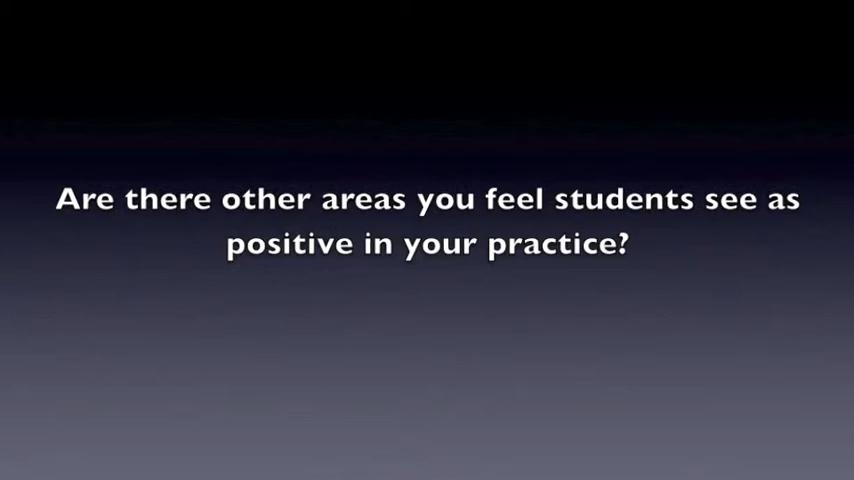 Are there other areas you feel students see as
positive in your practice?